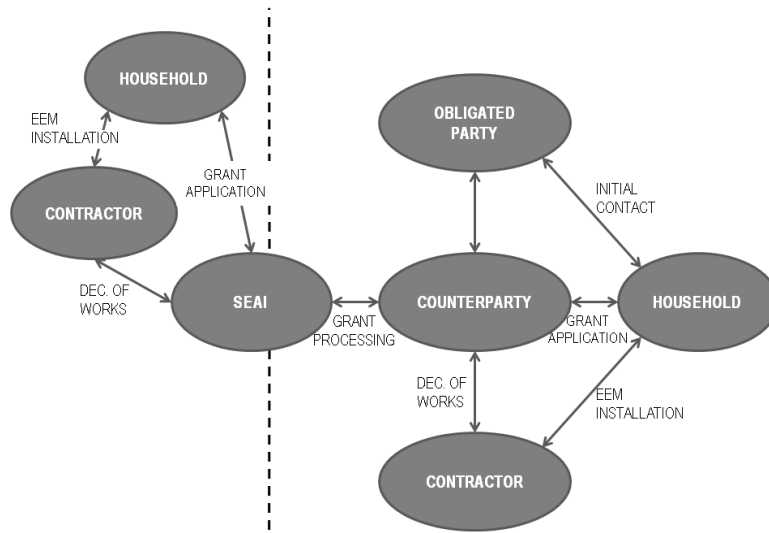 HOUSEHOLD
EEM
INSTALLATION
GRANT
APPLICATION
CONTRACTOR
DEC. OF
WORKS
SEAI
GRANT
PROCESSING
OBLIGATED
PARTY
INITIAL
CONTACT
COUNTERPARTY
GRANT
APPLICATION
HOUSEHOLD
DEC. OF
WORKS
EEM
INSTALLATION
CONTRACTOR